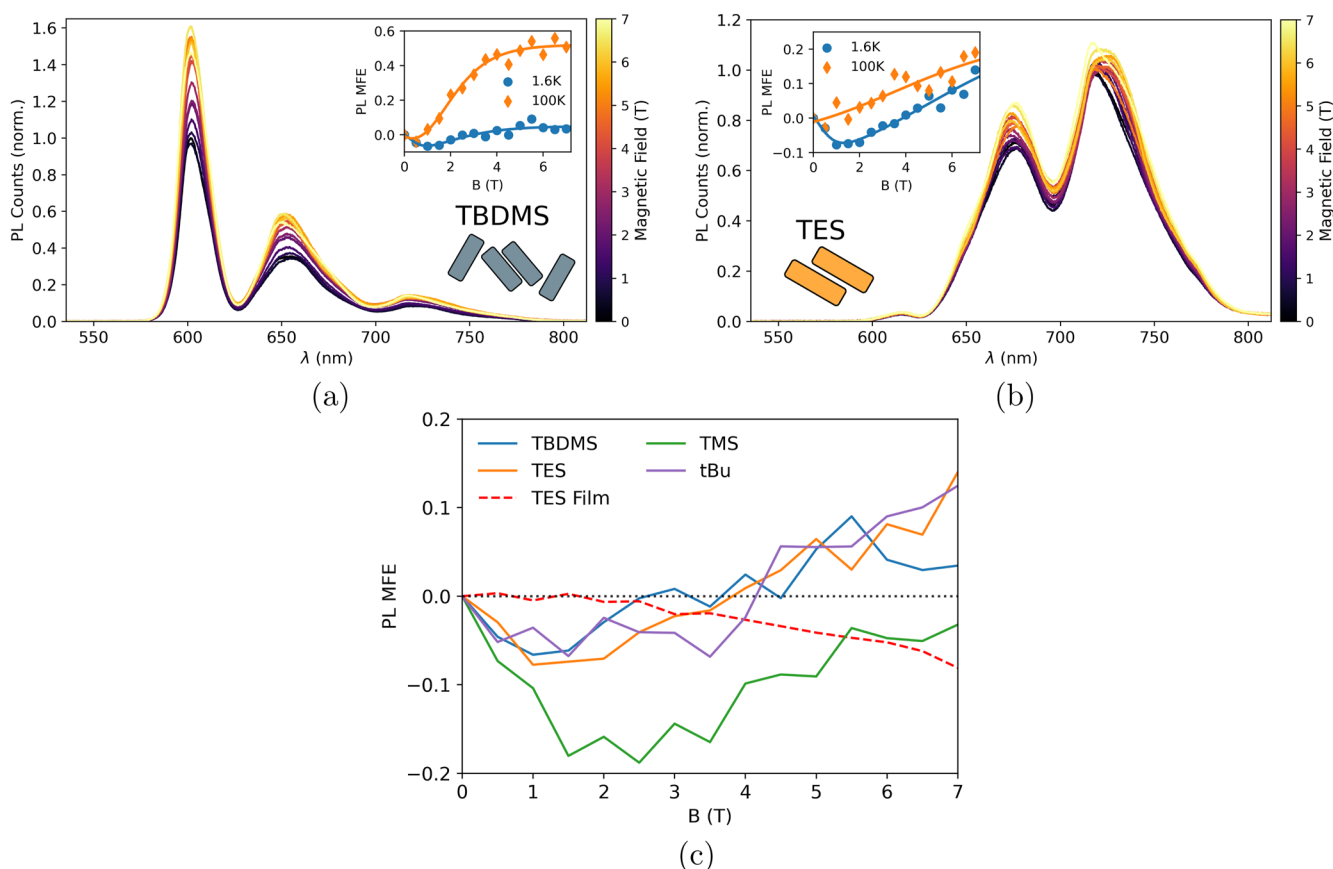 1.6
1.4
1.2
1.0
0.8
0.6
0.4
0.2
0.0
PL Counts (norm.)
550 600 650 700 750 800
λ (nm)
0.6
0.4
0.2
0.0
PL MFE
0 2 4 6
B (T)
1.6K
100K
TBDMS
7
6
5
4
3
2
1
0
Magnetic Field (T)
(a)
1.2
1.0
0.8
0.6
0.4
0.2
0.0
PL Counts (norm.)
550 600 650 700 750 800
λ (nm)
0.2
0.1
0.0
−0.1
PL MFE
0 2 4 6
B (T)
1.6K
100K
TES
7
6
5
4
3
2
1
0
Magnetic Field (T)
(b)
0.2
0.1
0.0
−0.1
−0.2
PL MFE
TBDMS
TES
TES Film
TMS
tBu
0 1 2 3 4 5 6 7
B (T)
(c)